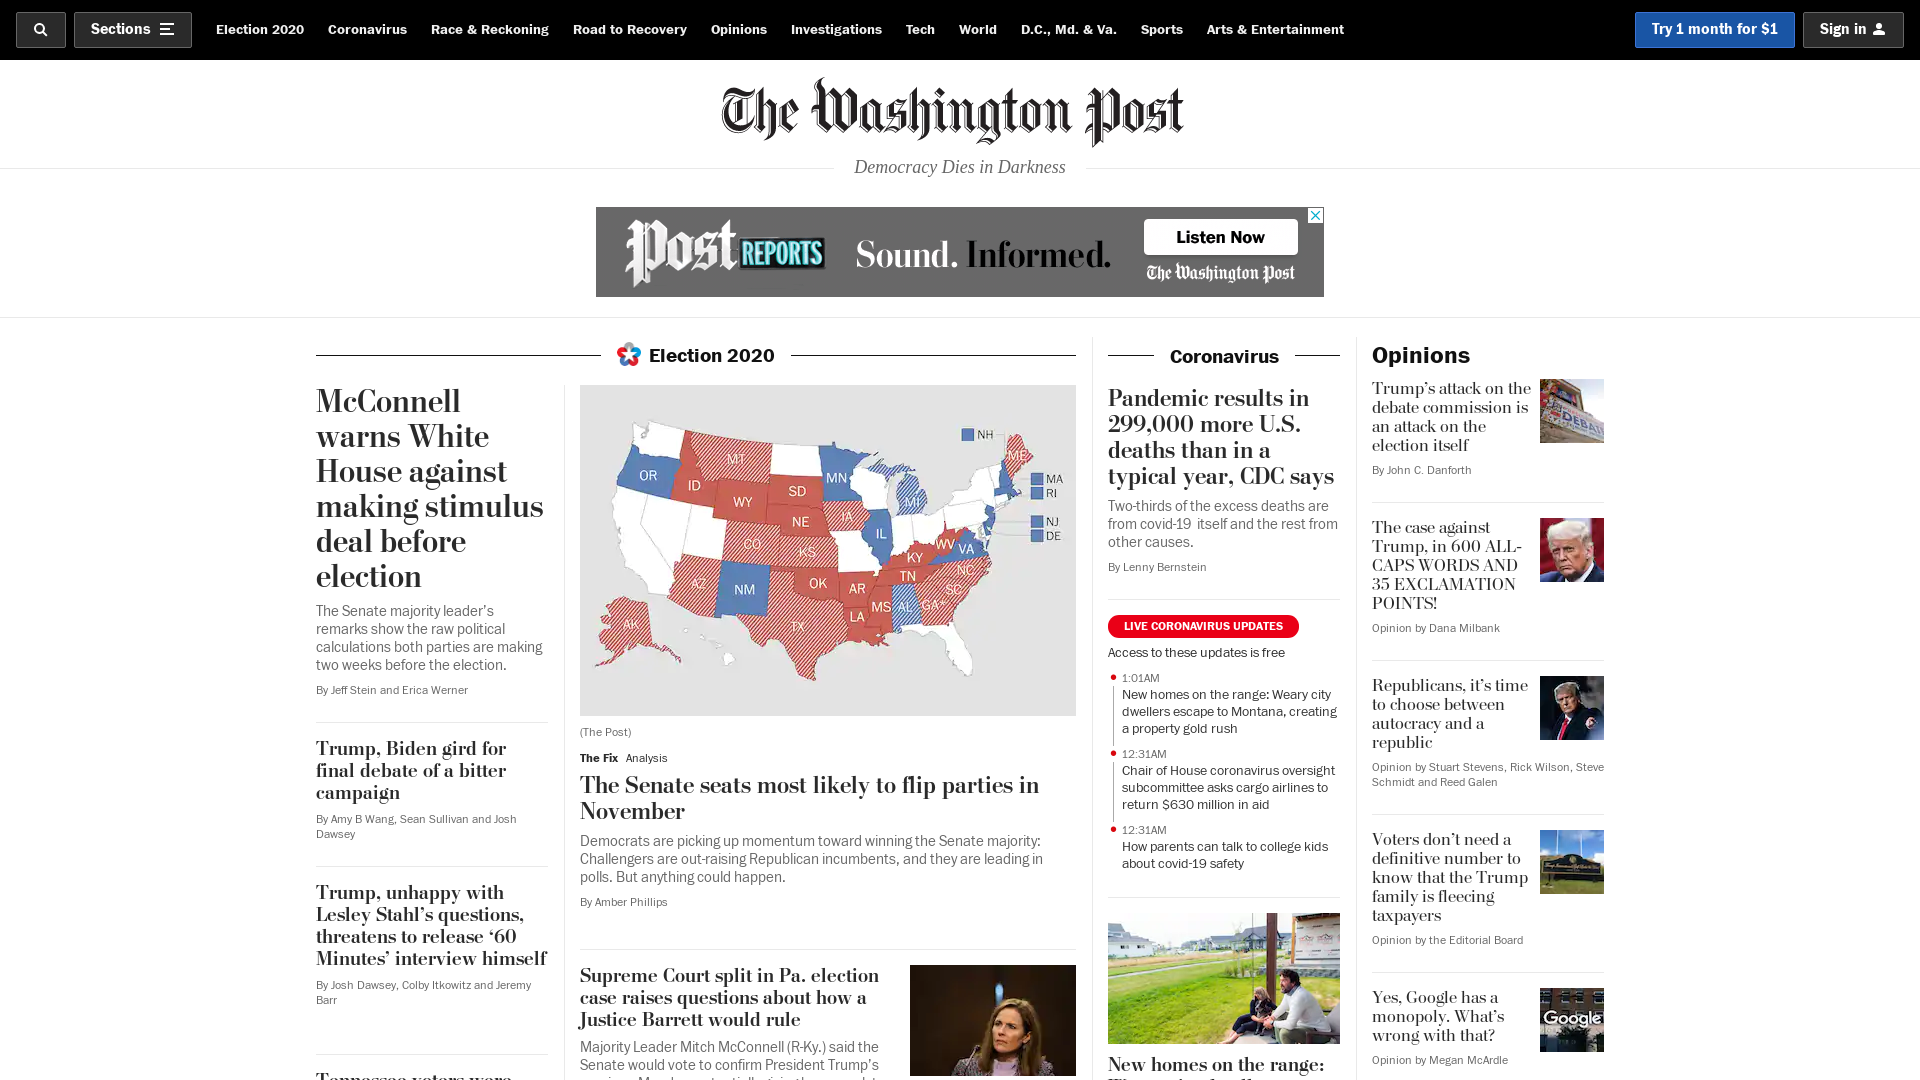 Sections
Election 2020
Coronavirus
Race & Reckoning
Road to Recovery
Opinions
Investigations
Tech
World
D.C., Md. & Va.
Sports
Arts & Entertainment
Try 1 month for $1
Sign in
The Washington Post
Democracy Dies in Darkness
Post REPORTS
Sound. Informed.
Listen Now
The Washington Post
Election 2020
McConnell
warns White
House against
making stimulus
deal before
election
The Senate majority leader’s
remarks show the raw political
calculations both parties are making
two weeks before the election.
By Jeff Stein and Erica Werner
Trump, Biden gird for
final debate of a bitter
campaign
By Amy B Wang, Sean Sullivan and Josh
Dawsey
Trump, unhappy with
Lesley Stahl’s questions,
threatens to release ‘60
Minutes’ interview himself
By Josh Dawsey, Colby Itkowitz and Jeremy
Barr
Tennessee voters were
NH
ME
MT
OR
ID
MN
MA
RI
SD
WY
MI
IA
NE
NJ
DE
IL
CO
KS
WV
VA
KY
NC
TN
AZ
NM
OK
AR
SC
MS
AL
GA*
LA
TX
AK
(The Post)
The Fix Analysis
The Senate seats most likely to flip parties in
November
Democrats are picking up momentum toward winning the Senate majority:
Challengers are out-raising Republican incumbents, and they are leading in
polls. But anything could happen.
By Amber Phillips
Supreme Court split in Pa. election
case raises questions about how a
Justice Barrett would rule
Majority Leader Mitch McConnell (R-Ky.) said the
Senate would vote to confirm President Trump’s
Coronavirus
Pandemic results in
299,000 more U.S.
deaths than in a
typical year, CDC says
Two-thirds of the excess deaths are
from covid-19 itself and the rest from
other causes.
By Lenny Bernstein
LIVE CORONAVIRUS UPDATES
Access to these updates is free
1:01AM
New homes on the range: Weary city
dwellers escape to Montana, creating
a property gold rush
12:31AM
Chair of House coronavirus oversight
subcommittee asks cargo airlines to
return $630 million in aid
12:31AM
How parents can talk to college kids
about covid-19 safety
New homes on the range:
Opinions
Trump’s attack on the
debate commission is
an attack on the
election itself
By John C. Danforth
DEBATE
The case against
Trump, in 600 ALL-
CAPS WORDS AND
35 EXCLAMATION
POINTS!
Opinion by Dana Milbank
Republicans, it’s time
to choose between
autocracy and a
republic
Opinion by Stuart Stevens, Rick Wilson, Steve
Schmidt and Reed Galen
Voters don’t need a
definitive number to
know that the Trump
family is fleecing
taxpayers
Opinion by the Editorial Board
Yes, Google has a
monopoly. What’s
wrong with that?
Opinion by Megan McArdle
Google